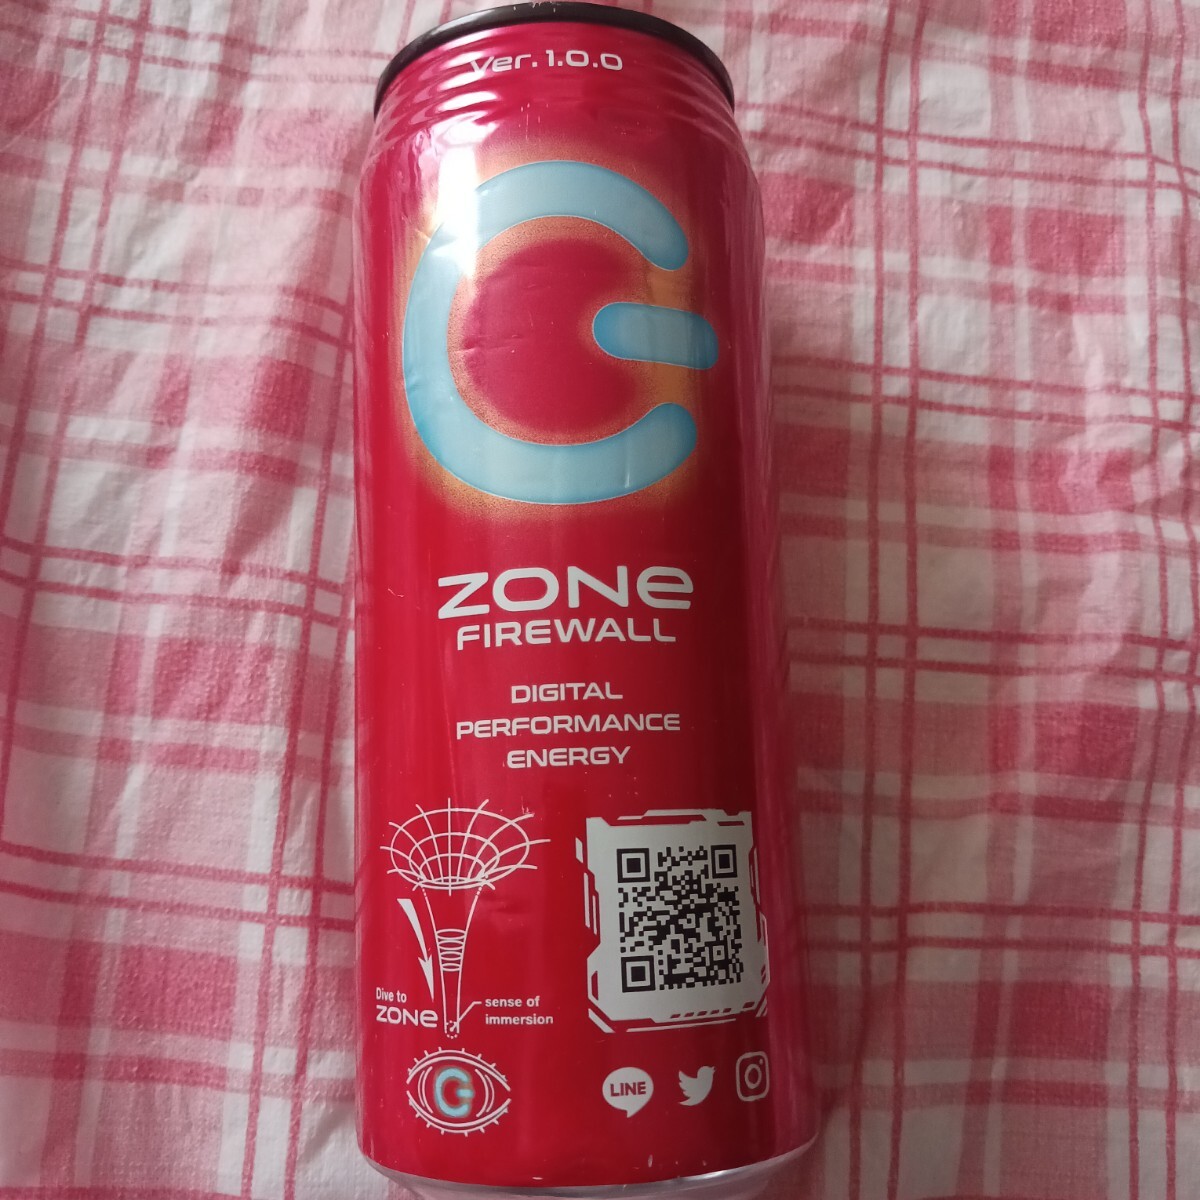 Ver. 1.0.0
ZONe
FIREWALL
DIGITAL
PERFORMANCE
ENERGY
Dive to
ZONe
sense of
immersion
LINE